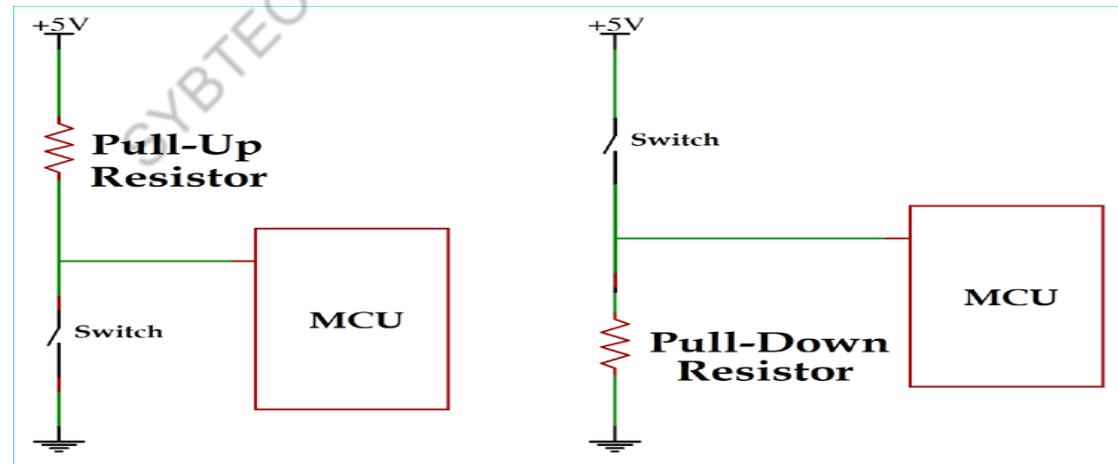 +5V
Pull-Up
Resistor
Switch
MCU
+5V
Switch
MCU
Pull-Down
Resistor